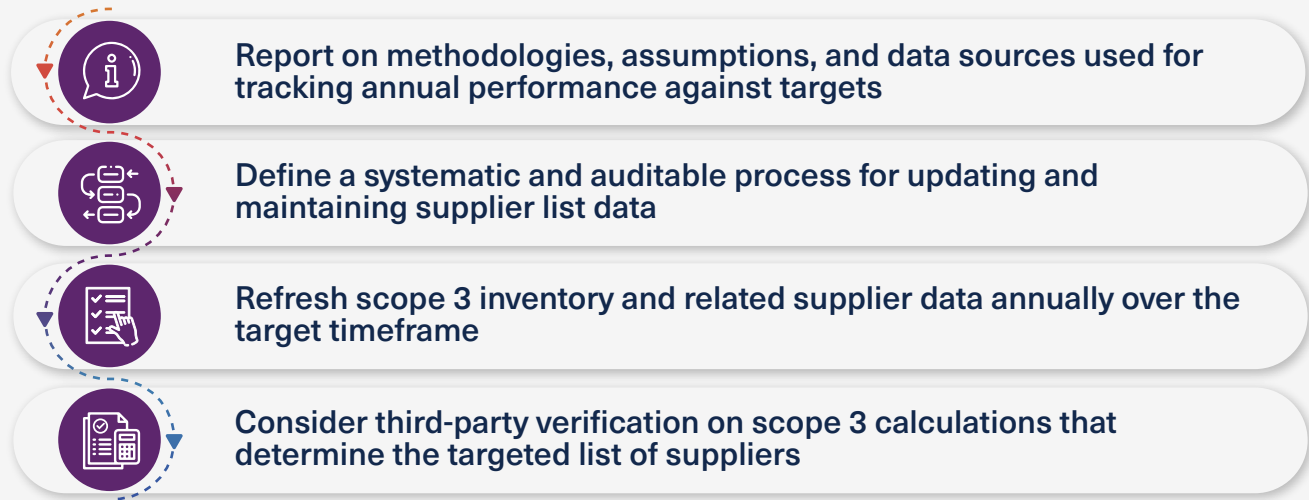 Report on methodologies, assumptions, and data sources used for
tracking annual performance against targets
Define a systematic and auditable process for updating and
maintaining supplier list data
Refresh scope 3 inventory and related supplier data annually over the
target timeframe
Consider third-party verification on scope 3 calculations that
determine the targeted list of suppliers